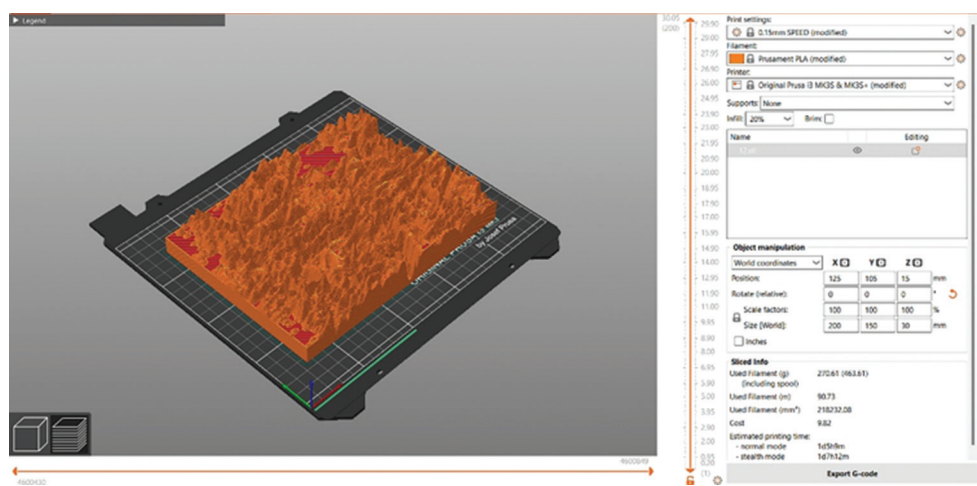 Legend
30.05
(200)
29.90
29.00
27.95
26.90
26.00
24.95
23.90
23.00
21.95
20.90
20.00
18.95
17.90
17.00
15.95
14.90
14.00
12.95
11.90
11.00
9.95
8.90
8.00
6.95
5.90
5.00
3.95
2.90
2.00
0.95
0.20
(1)
Print settings:
0.15mm SPEED (modified)
Filament:
Prusament PLA (modified)
Printer:
Original Prusa i3 MK3S & MK3S+ (modified)
Supports: None
Infill: 20% Brim:
Name Editing
Object manipulation
World coordinates X Y Z
Position: 125 105 15 mm
Rotate (relative): 0 0 0 °
Scale factors: 100 100 100 %
Size [World]: 200 150 30 mm
Inches
Sliced Info
Used Filament (g) 270.61 (463.61)
(including spool)
Used Filament (m) 90.73
Used Filament (mm³) 218232.08
Cost 9.82
Estimated printing time:
- normal mode 1d5h9m
- stealth mode 1d7h12m
Export G-code
by Josef Prusa
4600849
4600430